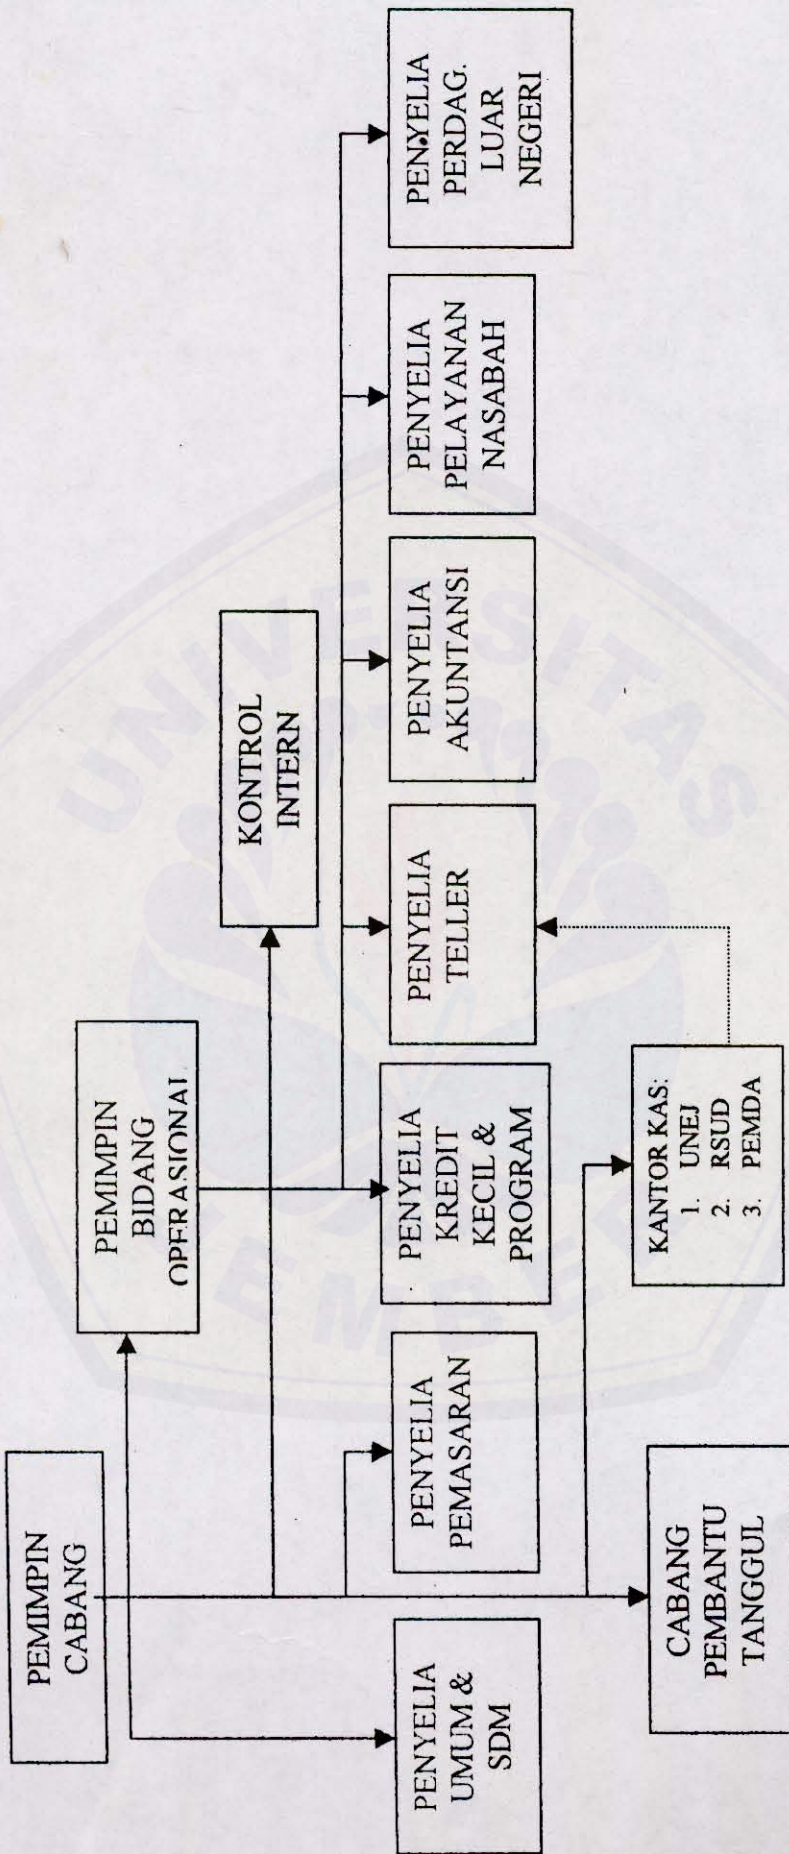 PEMIMPIN
CABANG
PEMIMPIN
BIDANG
OPERASIONAL
KONTROL
INTERN
PENYELIA
UMUM &
SDM
PENYELIA
PEMASARAN
PENYELIA
KREDIT
KECIL &
PROGRAM
PENYELIA
TELLER
PENYELIA
AKUNTANSI
PENYELIA
PELAYANAN
NASABAH
PENYELIA
PERDAG.
LUAR
NEGERI
CABANG
PEMBANTU
TANGGUL
KANTOR KAS:
1. UNEJ
2. RSUD
3. PEMDA
UNIVERSITAS
JEMBER